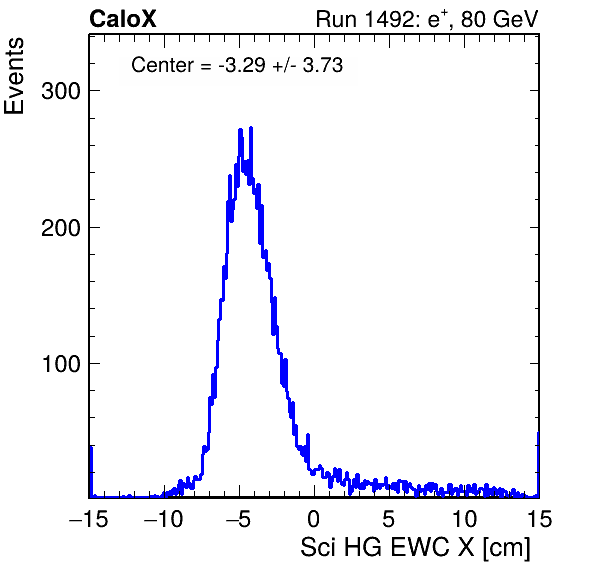 CaloX Run 1492: e⁺, 80 GeV
Center = -3.29 +/- 3.73
Events
300
200
100
−15 −10 −5 0 5 10 15
Sci HG EWC X [cm]